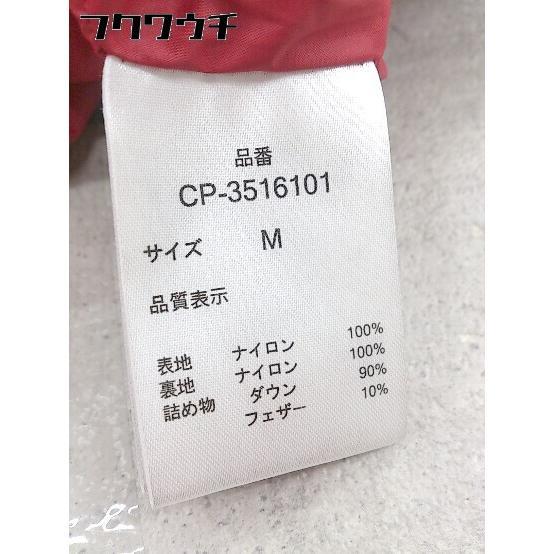 フクワウチ
品番
CP-3516101
サイズ M
品質表示
表地 ナイロン 100%
裏地 ナイロン 100%
詰め物 ダウン 90%
フェザー 10%